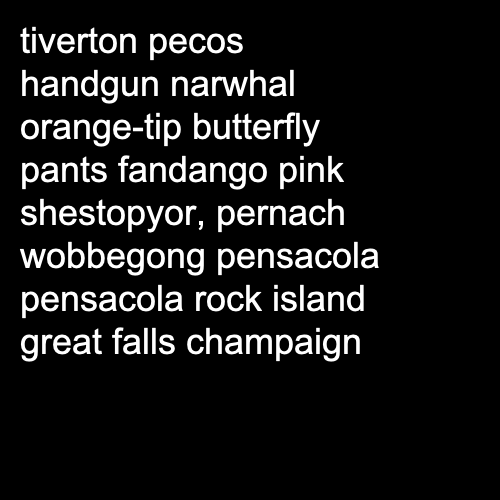 tiverton pecos
handgun narwhal
orange-tip butterfly
pants fandango pink
shestopyor, pernach
wobbegong pensacola
pensacola rock island
great falls champaign